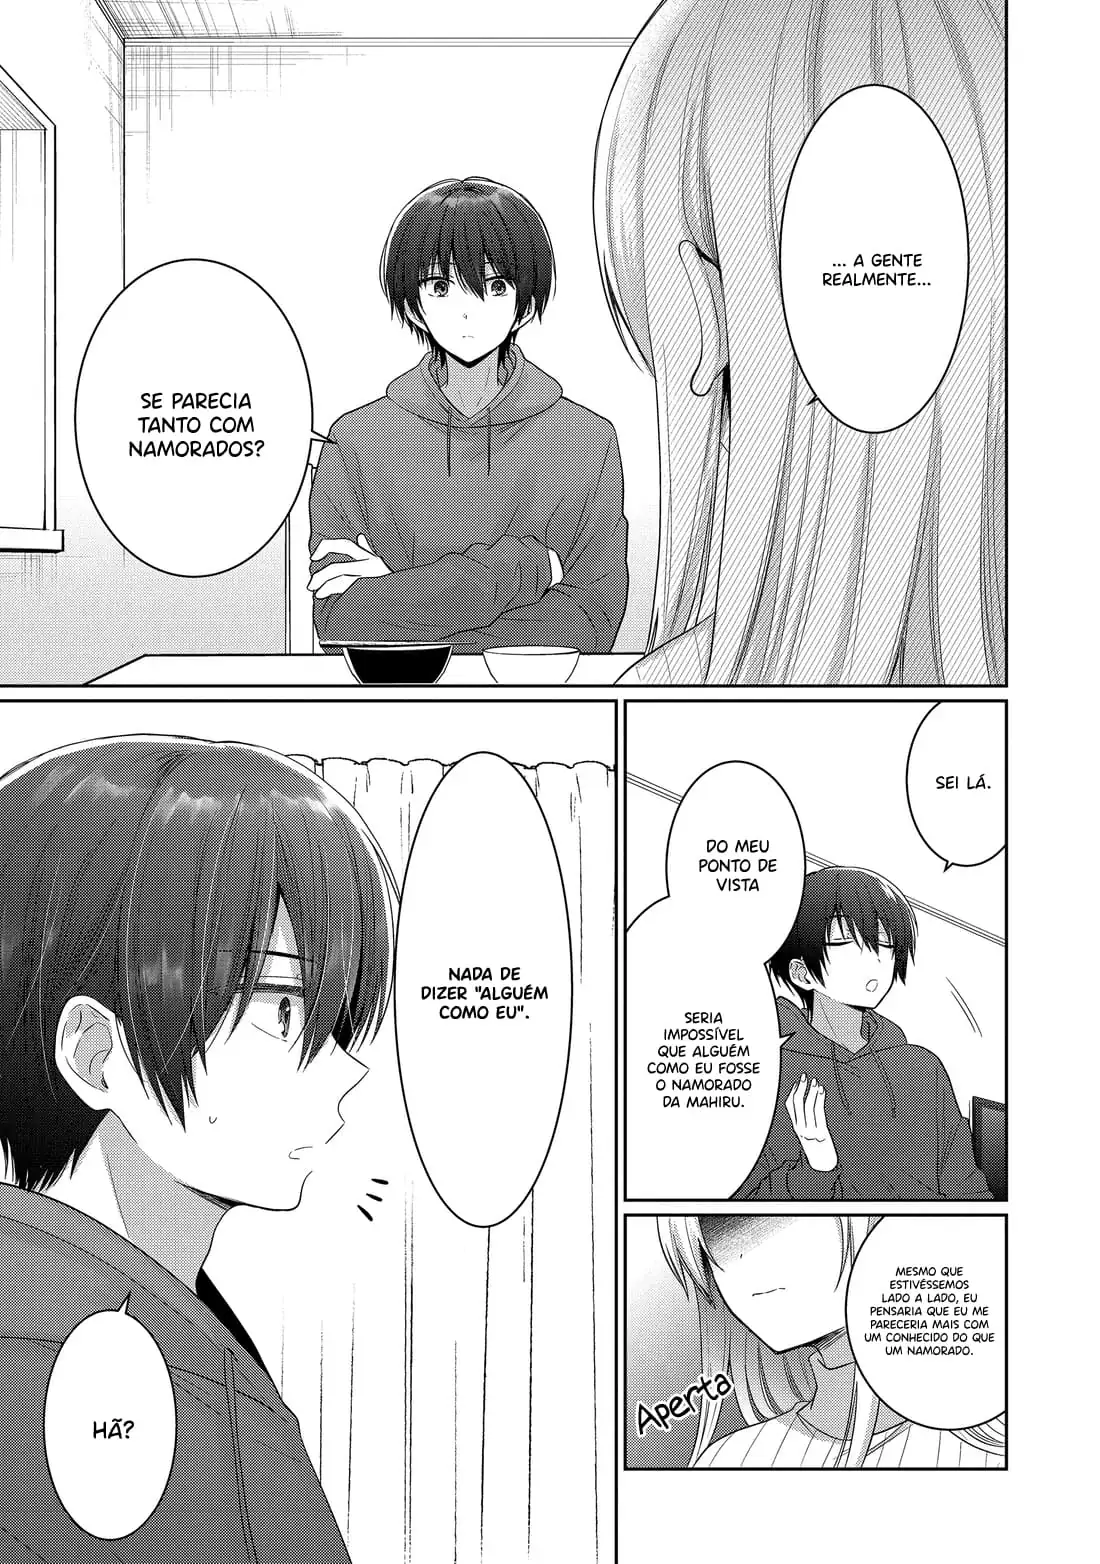 ... A GENTE
REALMENTE...
SE PARECIA
TANTO COM
NAMORADOS?
SEI LÁ.
DO MEU
PONTO DE
VISTA
SERIA
IMPOSSÍVEL
QUE ALGUÉM
COMO EU FOSSE
O NAMORADO
DA MAHIRU.
MESMO QUE
ESTIVÉSSEMOS
LADO A LADO, EU
PENSARIA QUE EU ME
PARECERIA MAIS COM
UM CONHECIDO DO QUE
UM NAMORADO.
Aperta
NADA DE
DIZER "ALGUÉM
COMO EU".
HÃ?